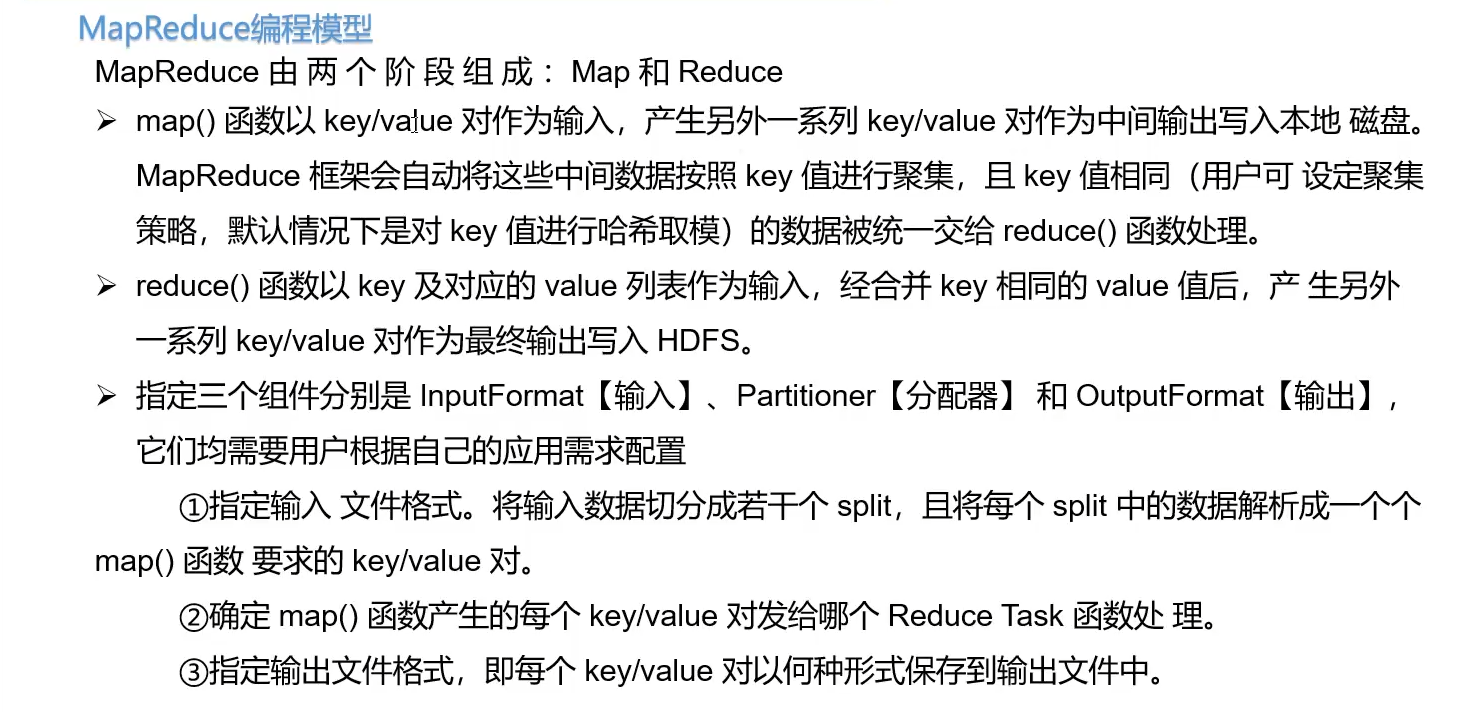 MapReduce编程模型
MapReduce 由 两 个 阶 段 组 成 ： Map 和 Reduce
➢ map() 函数以 key/value 对作为输入，产生另外一系列 key/value 对作为中间输出写入本地 磁盘。
MapReduce 框架会自动将这些中间数据按照 key 值进行聚集，且 key 值相同（用户可 设定聚集
策略，默认情况下是对 key 值进行哈希取模）的数据被统一交给 reduce() 函数处理。
➢ reduce() 函数以 key 及对应的 value 列表作为输入，经合并 key 相同的 value 值后，产 生另外
一系列 key/value 对作为最终输出写入 HDFS。
➢ 指定三个组件分别是 InputFormat【输入】、Partitioner【分配器】 和 OutputFormat【输出】，
它们均需要用户根据自己的应用需求配置
①指定输入 文件格式。将输入数据切分成若干个 split，且将每个 split 中的数据解析成一个个
map() 函数 要求的 key/value 对。
②确定 map() 函数产生的每个 key/value 对发给哪个 Reduce Task 函数处 理。
③指定输出文件格式，即每个 key/value 对以何种形式保存到输出文件中。